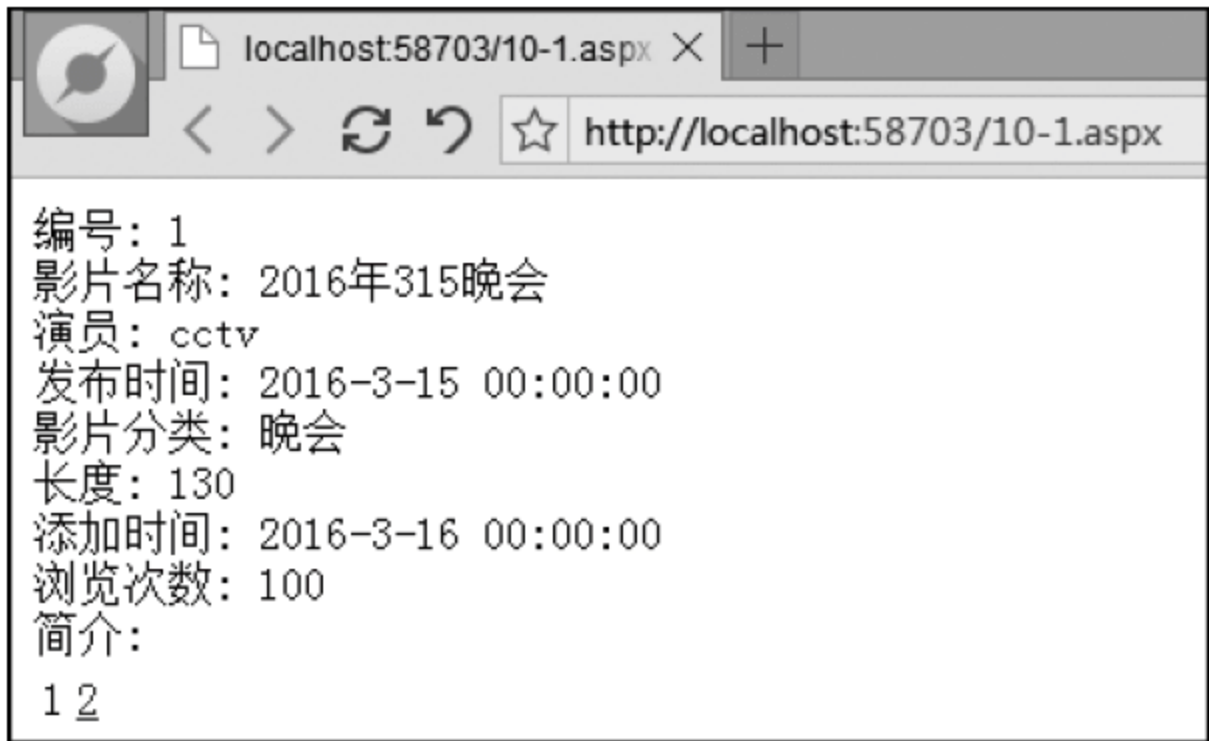 localhost:58703/10-1.aspx
http://localhost:58703/10-1.aspx
编号: 1
影片名称: 2016年315晚会
演员: cctv
发布时间: 2016-3-15 00:00:00
影片分类: 晚会
长度: 130
添加时间: 2016-3-16 00:00:00
浏览次数: 100
简介:
1 2